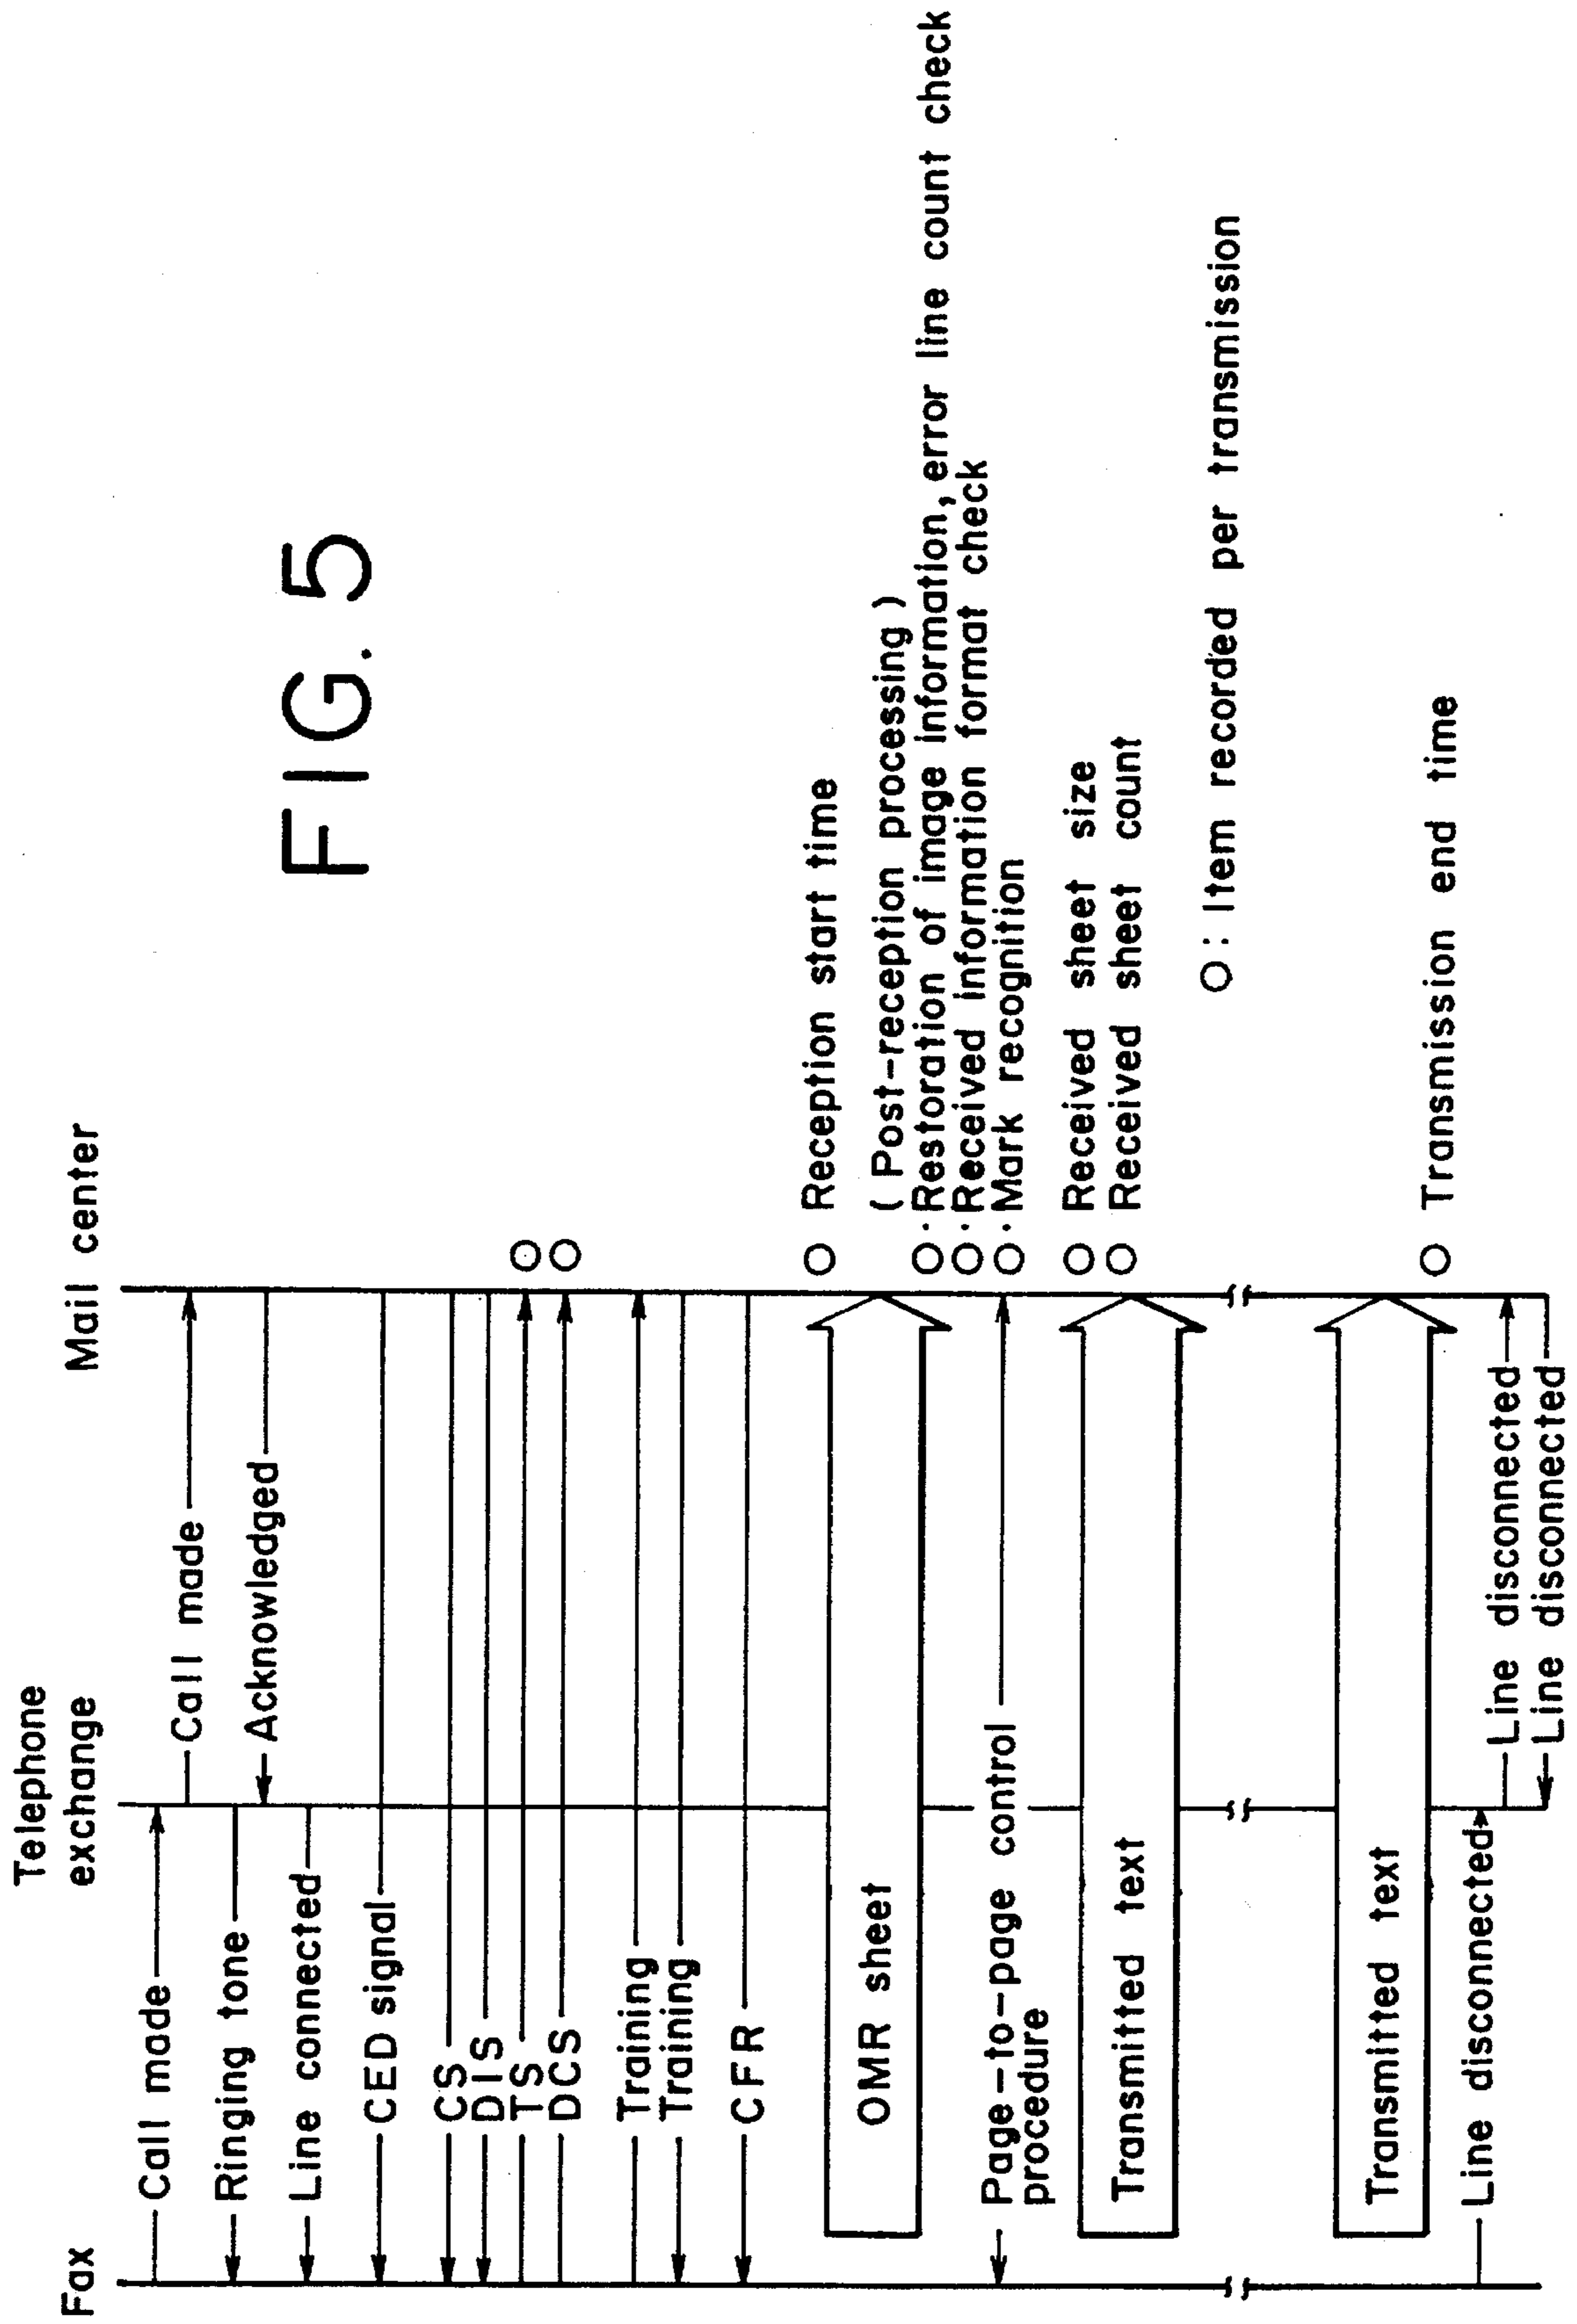 FIG. 5
Fax
Telephone
exchange
Mail center
Call made
Call made
Ringing tone
Acknowledged
Line connected
CED signal
CS
DIS
TS
DCS
Training
Training
CFR
OMR sheet
Reception start time
(Post-reception processing)
·Restoration of image information, error line count check
·Received information format check
·Mark recognition
Page-to-page control
procedure
Transmitted text
Received sheet size
Received sheet count
○: Item recorded per transmission
Transmitted text
Transmission end time
Line disconnected
Line disconnected
Line disconnected